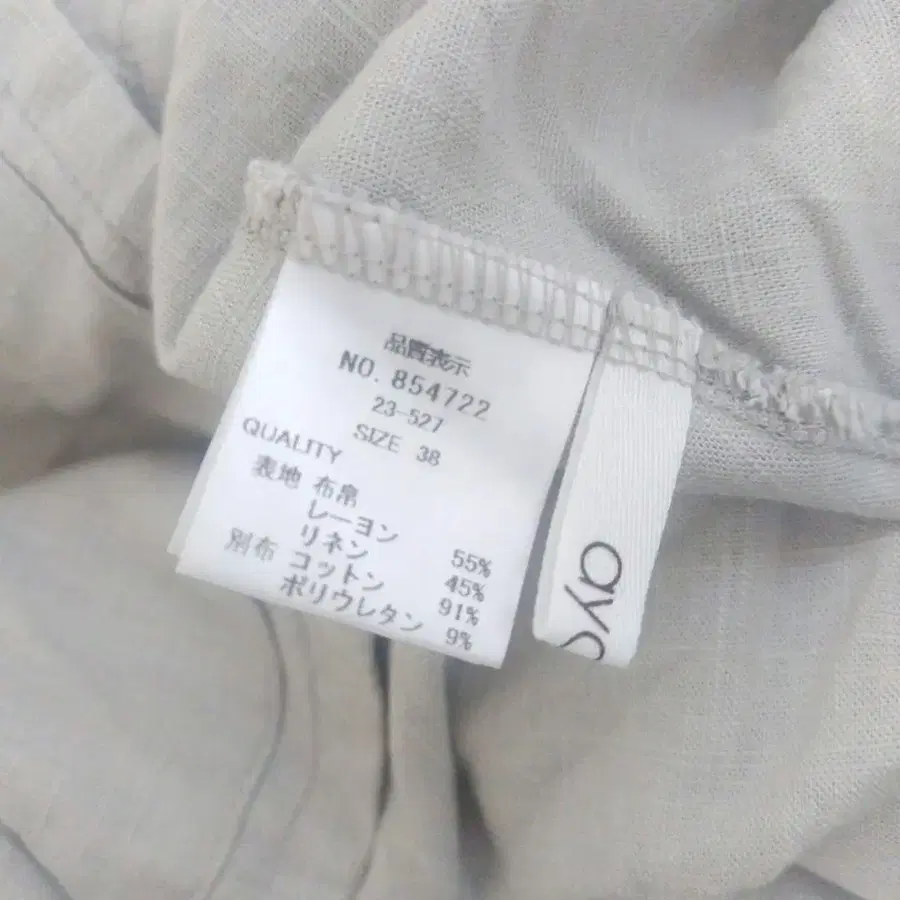 品質表示
NO. 854722
23-527
SIZE 38
QUALITY
表地 布帛
レーヨン 55%
リネン 45%
別布 コットン 91%
ポリウレタン 9%